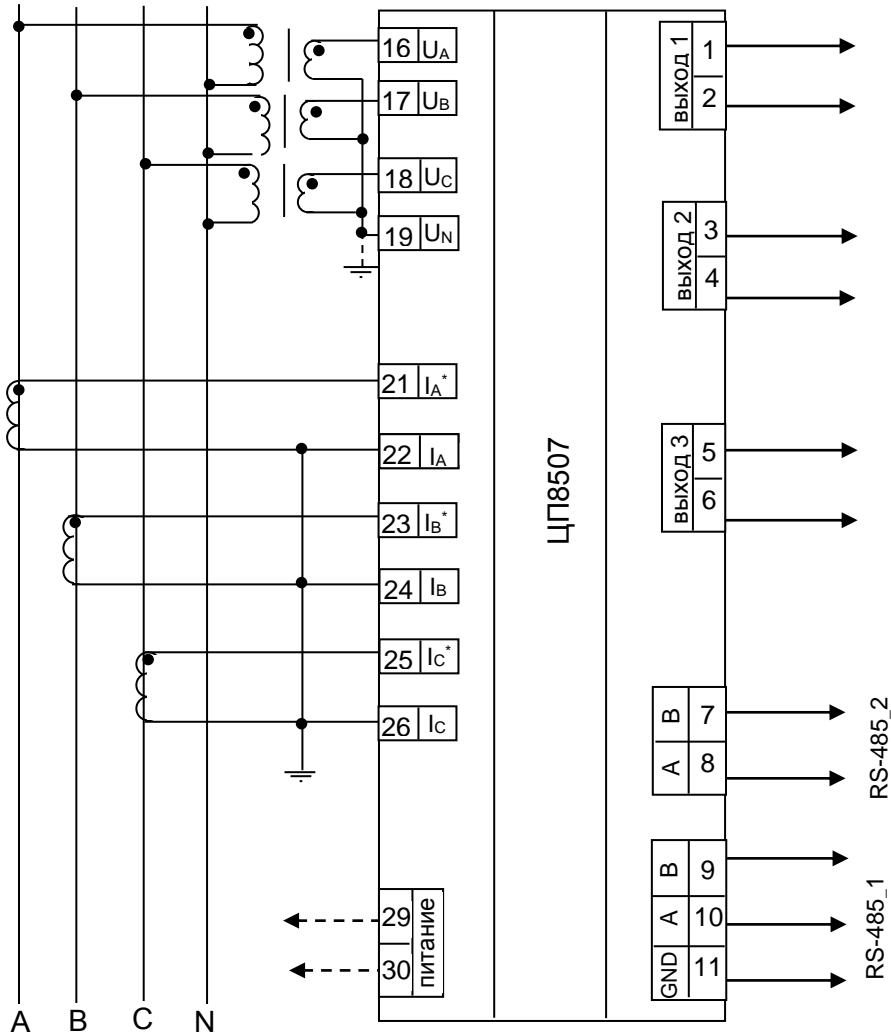 16 UA
17 UB
18 UC
19 UN
21 IA*
22 IA
23 IB*
24 IB
25 IC*
26 IC
29
30
питание
A B C N
ЦП8507
выход 1
1
2
выход 2
3
4
выход 3
5
6
B 7
A 8
RS-485_2
B 9
A 10
GND 11
RS-485_1